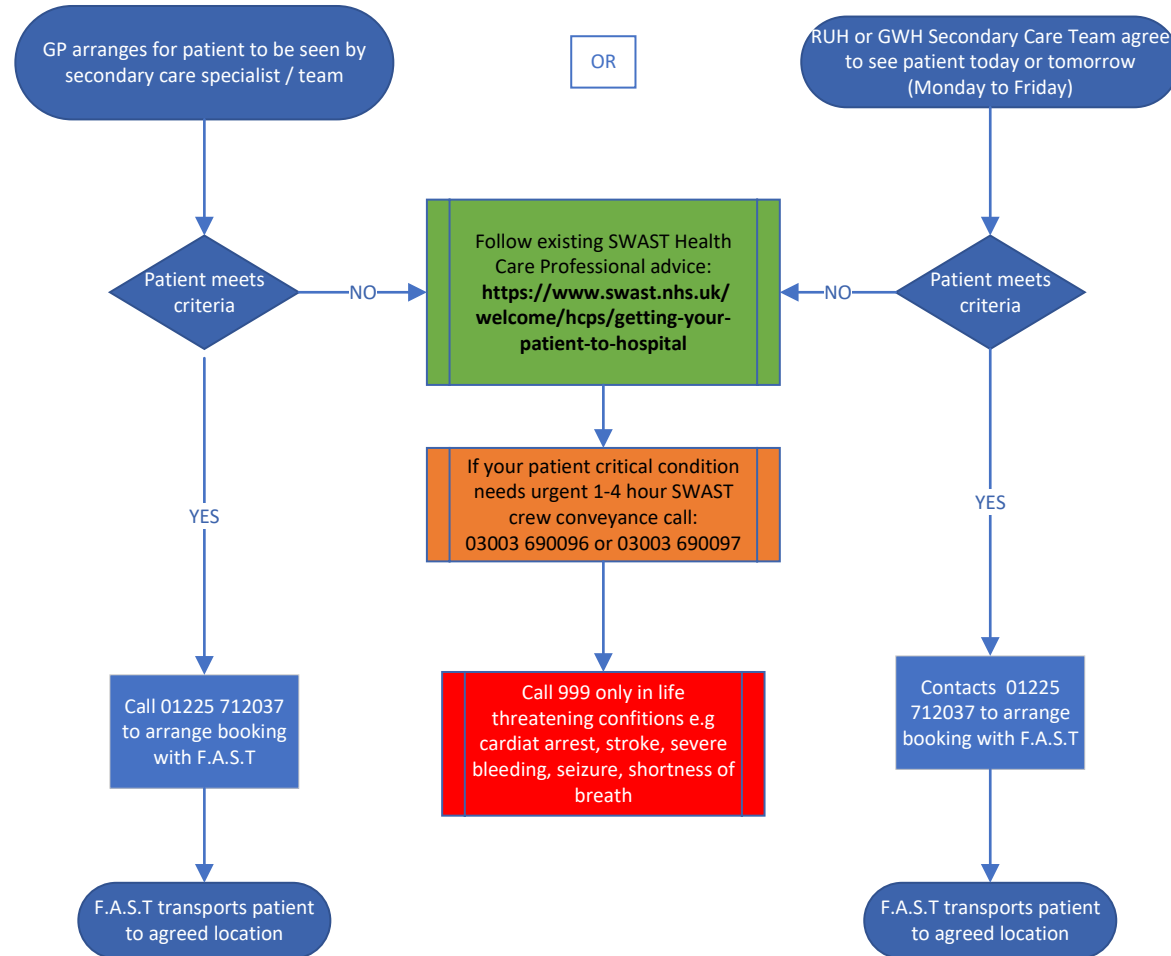 GP arranges for patient to be seen by
secondary care specialist / team
OR
RUH or GWH Secondary Care Team agree
to see patient today or tomorrow
(Monday to Friday)
Patient meets
criteria
NO
Follow existing SWAST Health
Care Professional advice:
https://www.swast.nhs.uk/
welcome/hcps/getting-your-
patient-to-hospital
NO
Patient meets
criteria
If your patient critical condition
needs urgent 1-4 hour SWAST
crew conveyance call:
03003 690096 or 03003 690097
YES
YES
Call 01225 712037
to arrange booking
with F.A.S.T
Call 999 only in life
threatening confitions e.g
cardiat arrest, stroke, severe
bleeding, seizure, shortness of
breath
Contacts  01225
712037 to arrange
booking with F.A.S.T
F.A.S.T transports patient
to agreed location
F.A.S.T transports patient
to agreed location